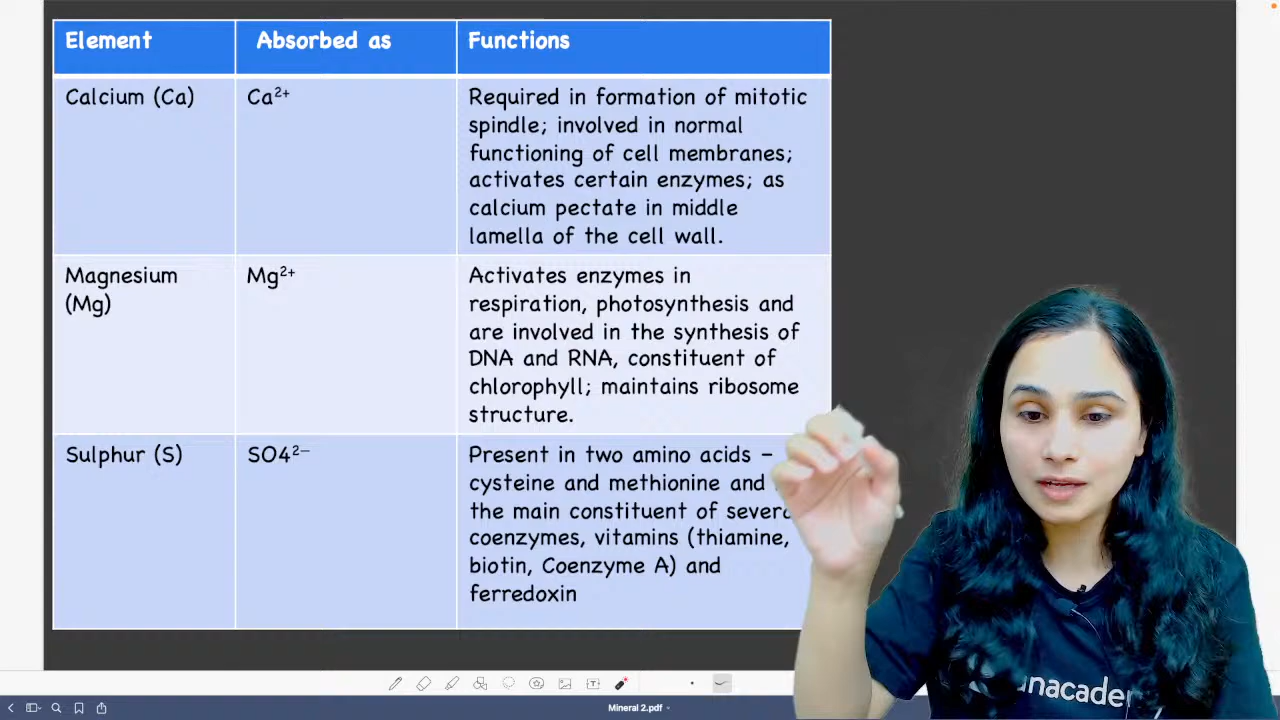 Element Absorbed as Functions
Calcium (Ca) Ca²⁺ Required in formation of mitotic
spindle; involved in normal
functioning of cell membranes;
activates certain enzymes; as
calcium pectate in middle
lamella of the cell wall.
Magnesium Mg²⁺ Activates enzymes in
(Mg) respiration, photosynthesis and
are involved in the synthesis of
DNA and RNA, constituent of
chlorophyll; maintains ribosome
structure.
Sulphur (S) SO4²⁻ Present in two amino acids –
cysteine and methionine and
the main constituent of
coenzymes, vitamins (thiamine,
biotin, Coenzyme A) and
ferredoxin
Mineral 2.pdf